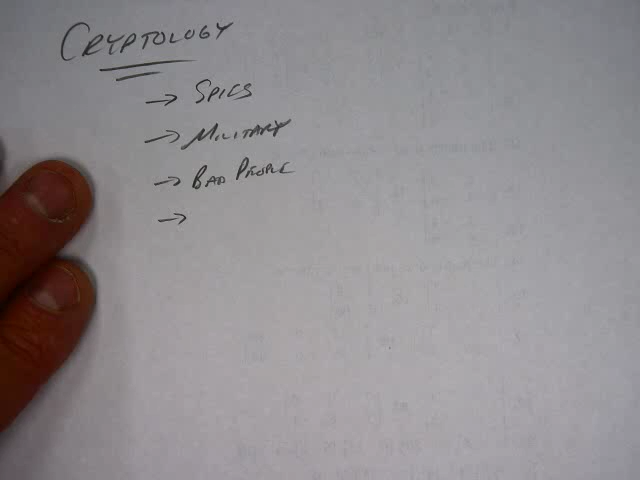 CRYPTOLOGY
→ SPIES
→ MILITARY
→ BAD PEOPLE
→